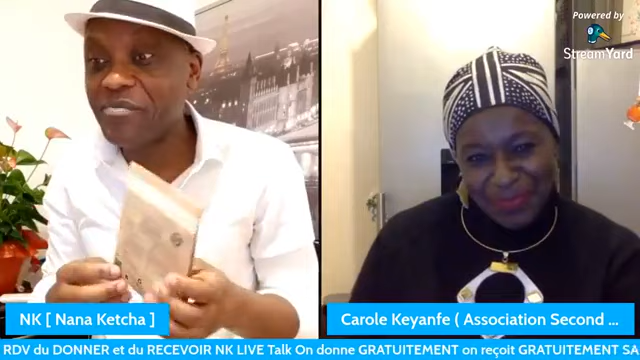 Powered by
StreamYard
NK [ Nana Ketcha ]
Carole Keyanfe ( Association Second ...
RDV du DONNER et du RECEVOIR NK LIVE Talk On donne GRATUITEMENT on reçoit GRATUITEMENT SA